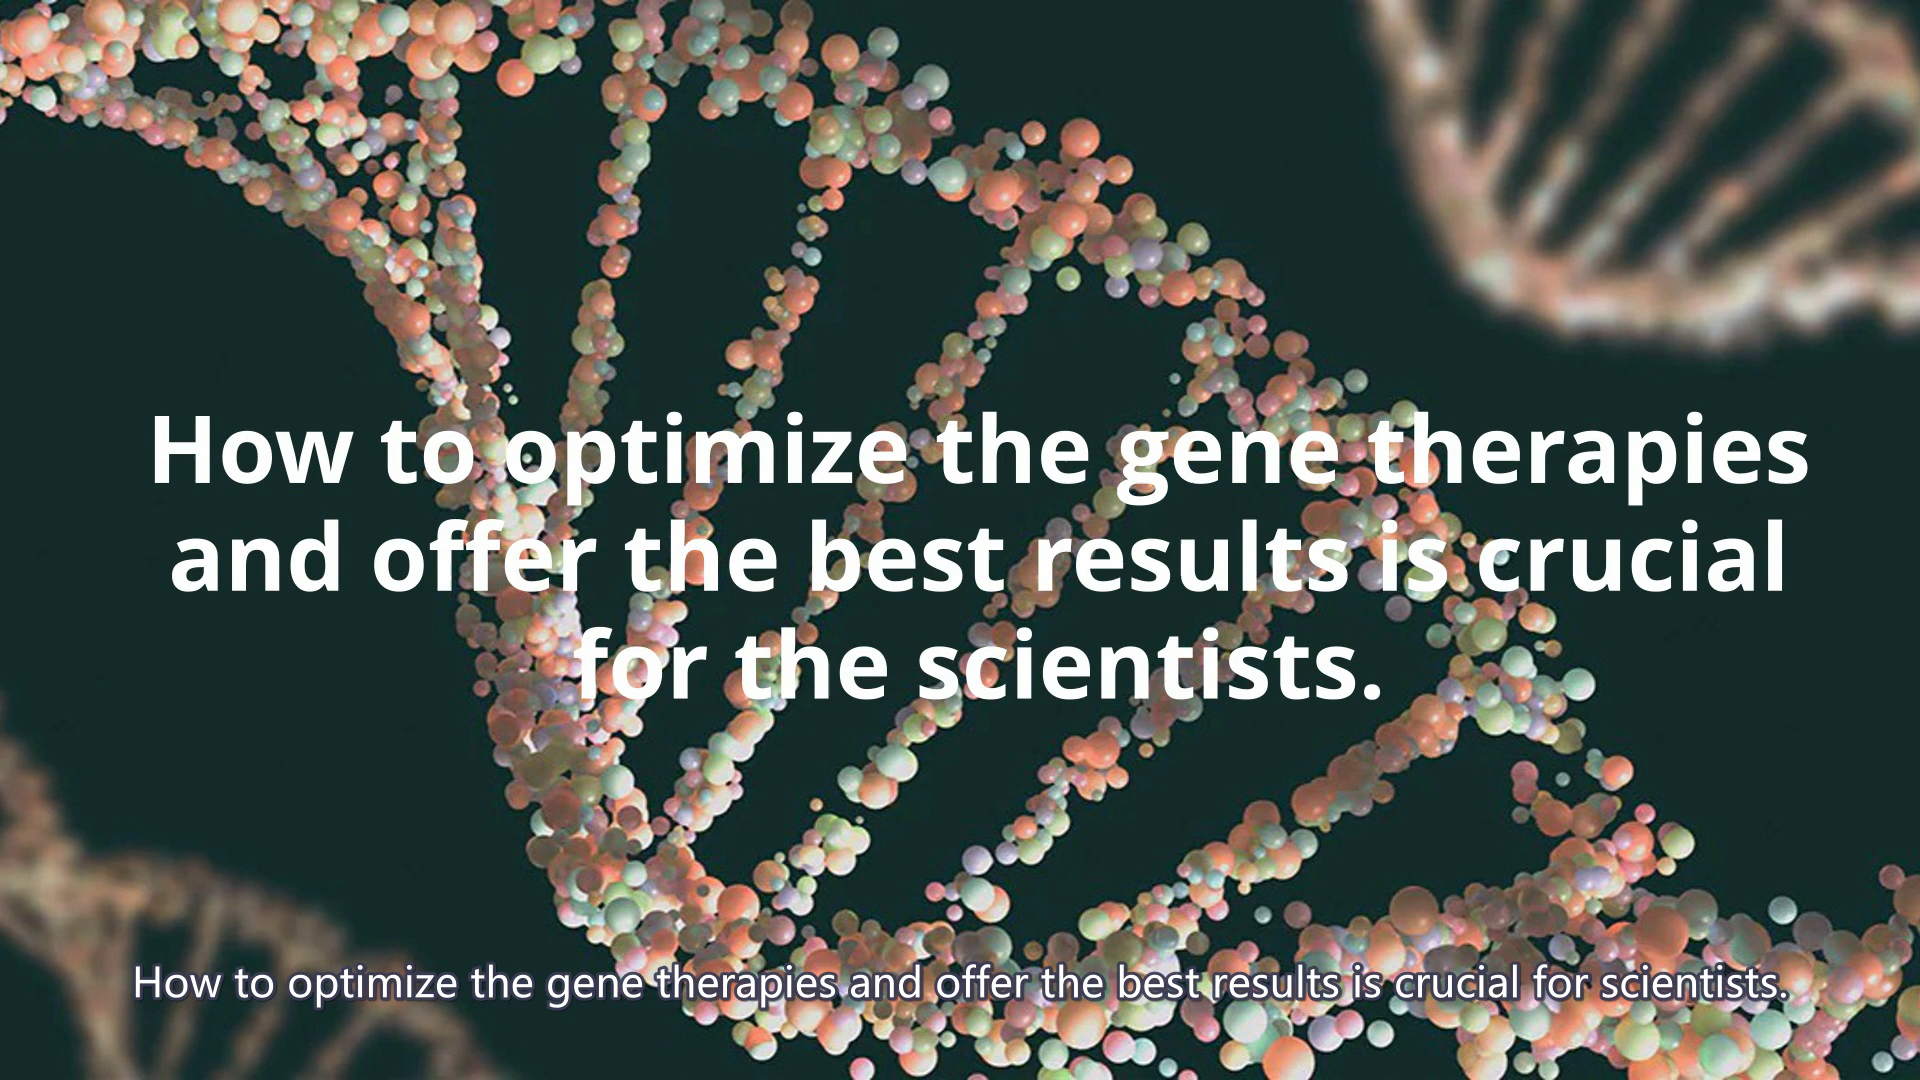 How to optimize the gene therapies
and offer the best results is crucial
for the scientists.
How to optimize the gene therapies and offer the best results is crucial for scientists.